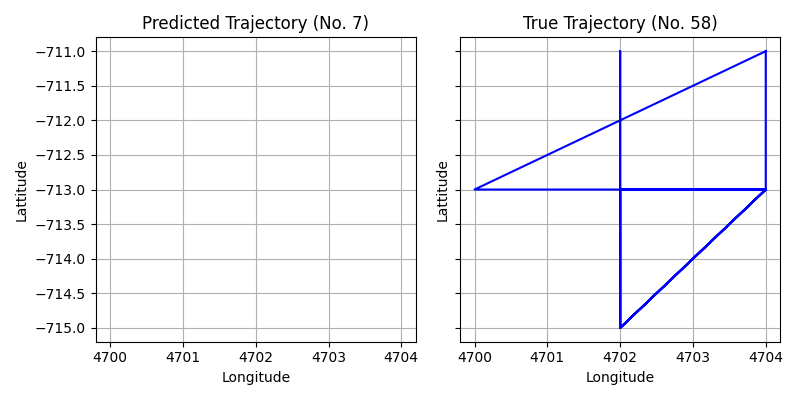 Predicted Trajectory (No. 7)
True Trajectory (No. 58)
−711.0
−711.5
−712.0
−712.5
−713.0
−713.5
−714.0
−714.5
−715.0
Lattitude
Lattitude
4700 4701 4702 4703 4704
4700 4701 4702 4703 4704
Longitude
Longitude